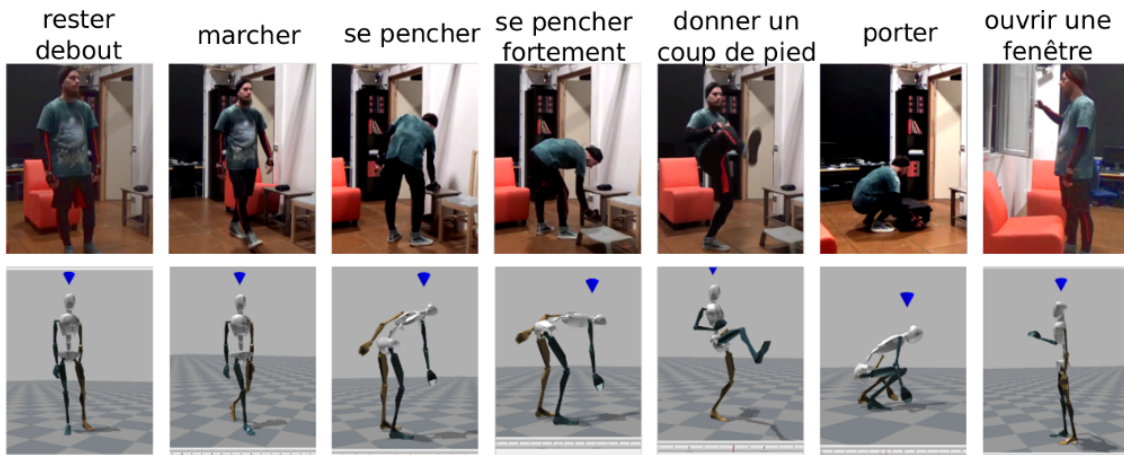 rester
debout
marcher
se pencher
se pencher
fortement
donner un
coup de pied
porter
ouvrir une
fenêtre